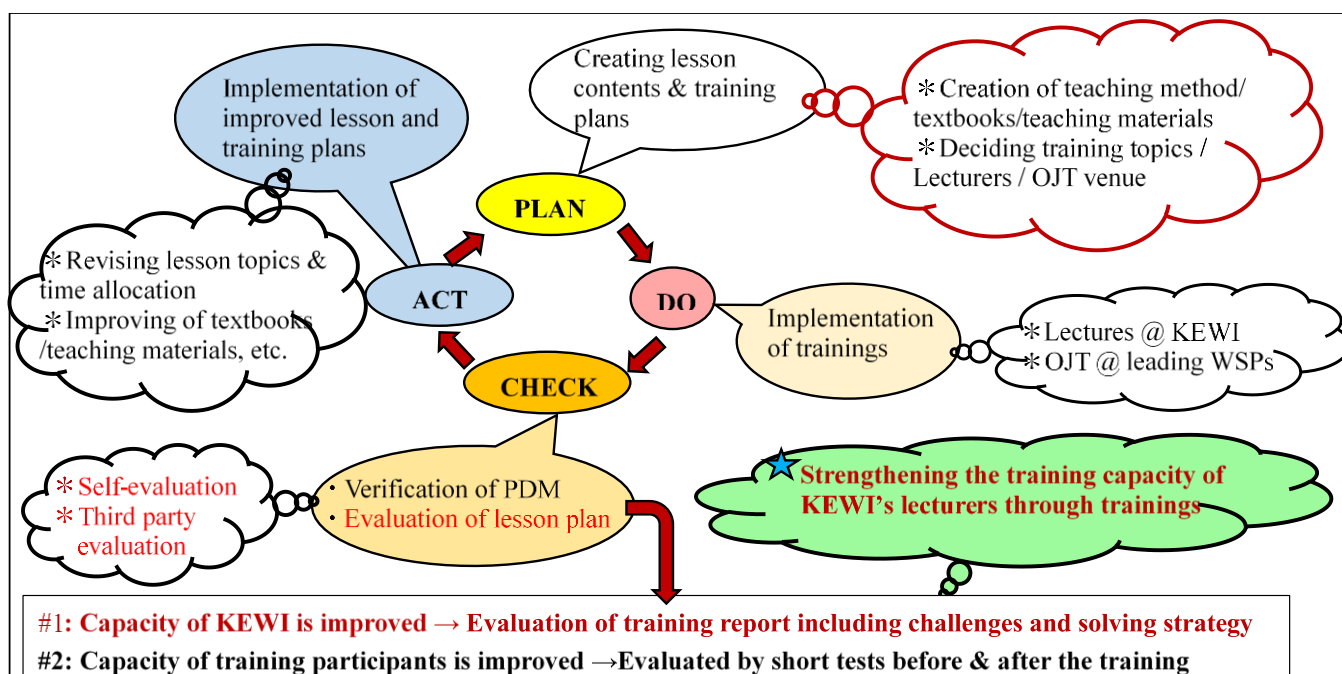 Implementation of
improved lesson and
training plans
Creating lesson
contents & training
plans
＊Creation of teaching method/
textbooks/teaching materials
＊Deciding training topics /
Lecturers / OJT venue
PLAN
＊Revising lesson topics &
time allocation
＊Improving of textbooks
/teaching materials, etc.
ACT
DO
Implementation
of trainings
＊Lectures @ KEWI
＊OJT @ leading WSPs
CHECK
＊Self-evaluation
＊Third party
evaluation
・Verification of PDM
・Evaluation of lesson plan
Strengthening the training capacity of
KEWI’s lecturers through trainings
#1: Capacity of KEWI is improved → Evaluation of training report including challenges and solving strategy
#2: Capacity of training participants is improved →Evaluated by short tests before & after the training